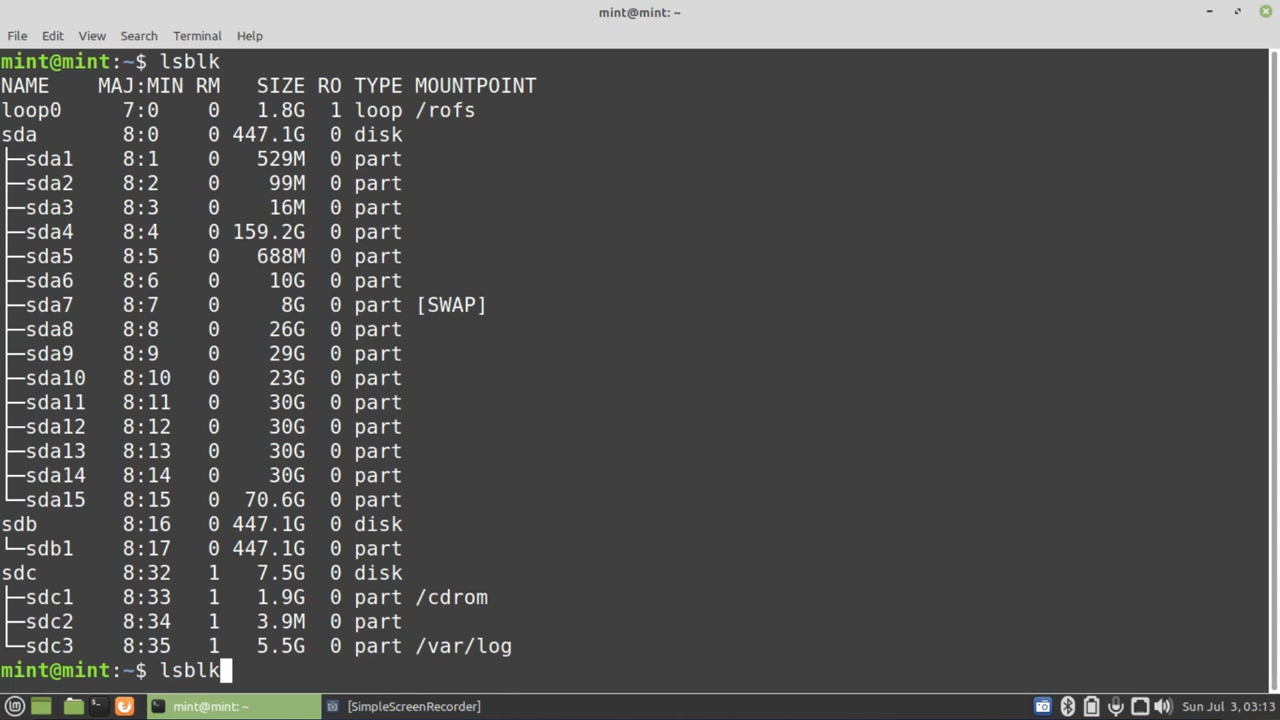 mint@mint: ~
File Edit View Search Terminal Help
mint@mint:~$ lsblk
NAME MAJ:MIN RM SIZE RO TYPE MOUNTPOINT
loop0 7:0 0 1.8G 1 loop /rofs
sda 8:0 0 447.1G 0 disk
├─sda1 8:1 0 529M 0 part
├─sda2 8:2 0 99M 0 part
├─sda3 8:3 0 16M 0 part
├─sda4 8:4 0 159.2G 0 part
├─sda5 8:5 0 688M 0 part
├─sda6 8:6 0 10G 0 part
├─sda7 8:7 0 8G 0 part [SWAP]
├─sda8 8:8 0 26G 0 part
├─sda9 8:9 0 29G 0 part
├─sda10 8:10 0 23G 0 part
├─sda11 8:11 0 30G 0 part
├─sda12 8:12 0 30G 0 part
├─sda13 8:13 0 30G 0 part
├─sda14 8:14 0 30G 0 part
└─sda15 8:15 0 70.6G 0 part
sdb 8:16 0 447.1G 0 disk
└─sdb1 8:17 0 447.1G 0 part
sdc 8:32 1 7.5G 0 disk
├─sdc1 8:33 1 1.9G 0 part /cdrom
├─sdc2 8:34 1 3.9M 0 part
└─sdc3 8:35 1 5.5G 0 part /var/log
mint@mint:~$ lsblk
mint@mint: ~ [SimpleScreenRecorder] Sun Jul 3, 03:13